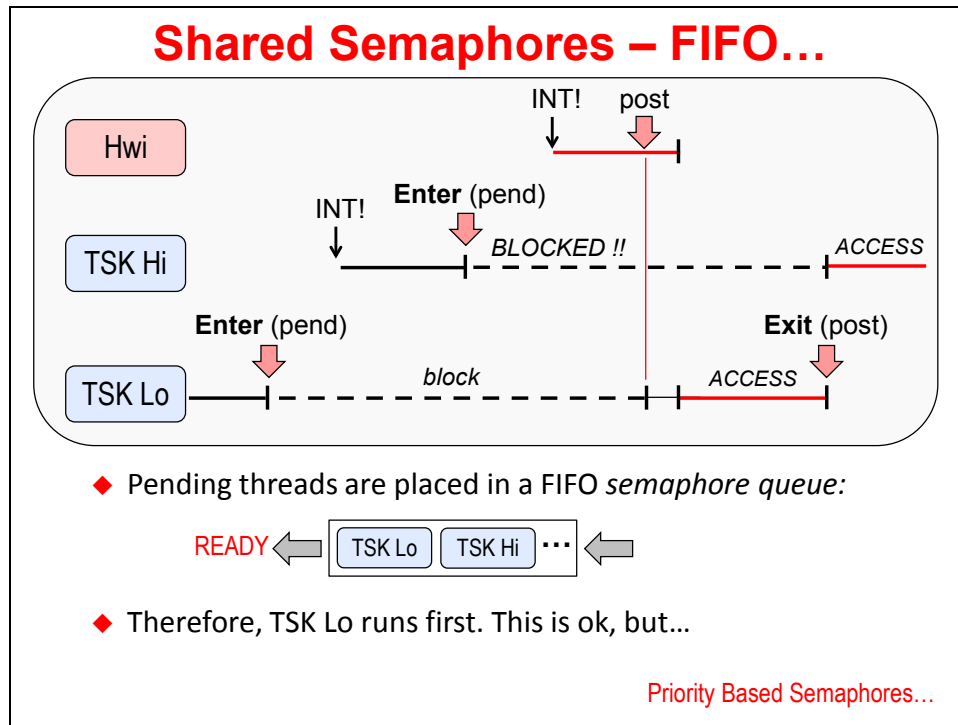 Shared Semaphores – FIFO…
INT! post
Hwi
Enter (pend)
INT!
BLOCKED !!
ACCESS
TSK Hi
Enter (pend)
Exit (post)
block
ACCESS
TSK Lo
Pending threads are placed in a FIFO semaphore queue:
READY TSK Lo TSK Hi ...
Therefore, TSK Lo runs first. This is ok, but…
Priority Based Semaphores…